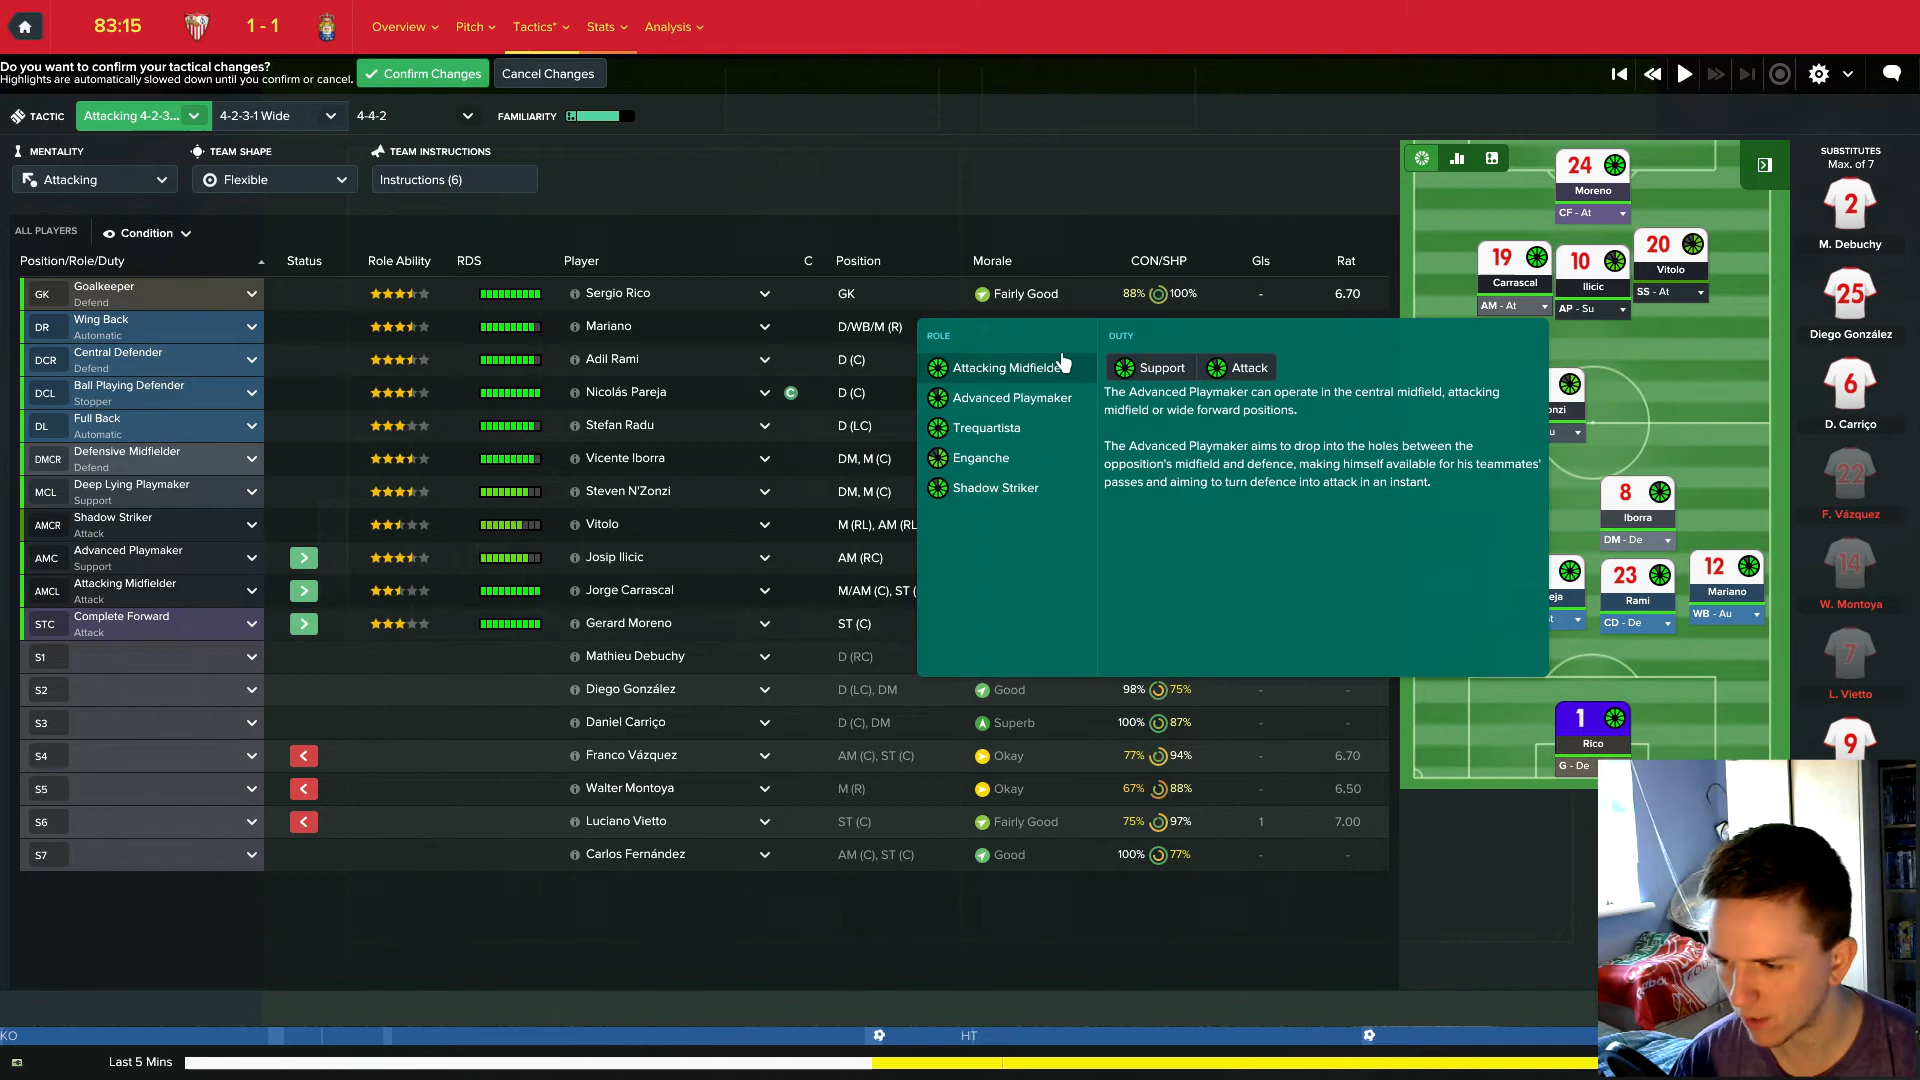 83:15
1 - 1
Overview
Pitch
Tactics*
Stats
Analysis
Do you want to confirm your tactical changes?
Highlights are automatically slowed down until you confirm or cancel.
Confirm Changes
Cancel Changes
TACTIC
Attacking 4-2-3...
4-2-3-1 Wide
4-4-2
FAMILIARITY
MENTALITY
TEAM SHAPE
TEAM INSTRUCTIONS
Attacking
Flexible
Instructions (6)
ALL PLAYERS
Condition
Position/Role/Duty Status Role Ability RDS Player C Position Morale CON/SHP Gls Rat
GK Goalkeeper Defend Sergio Rico GK Fairly Good 88% 100% - 6.70
DR Wing Back Automatic Mariano D/WB/M (R)
DCR Central Defender Defend Adil Rami D (C)
DCL Ball Playing Defender Stopper Nicolás Pareja C D (C)
DL Full Back Automatic Stefan Radu D (LC)
DMCR Defensive Midfielder Defend Vicente Iborra DM, M (C)
MCL Deep Lying Playmaker Support Steven N'Zonzi DM, M (C)
AMCR Shadow Striker Attack Vitolo M (RL), AM (RL
AMC Advanced Playmaker Support Josip Ilicic AM (RC)
AMCL Attacking Midfielder Attack Jorge Carrascal M/AM (C), ST (
STC Complete Forward Attack Gerard Moreno ST (C)
S1 Mathieu Debuchy D (RC)
S2 Diego González D (LC), DM Good 98% 75% - -
S3 Daniel Carriço D (C), DM Superb 100% 87% - -
S4 Franco Vázquez AM (C), ST (C) Okay 77% 94% - 6.70
S5 Walter Montoya M (R) Okay 67% 88% - 6.50
S6 Luciano Vietto ST (C) Fairly Good 75% 97% 1 7.00
S7 Carlos Fernández AM (C), ST (C) Good 100% 77% - -
ROLE
Attacking Midfielde
Advanced Playmaker
Trequartista
Enganche
Shadow Striker
DUTY
Support
Attack
The Advanced Playmaker can operate in the central midfield, attacking
midfield or wide forward positions.
The Advanced Playmaker aims to drop into the holes between the
opposition's midfield and defence, making himself available for his teammates'
passes and aiming to turn defence into attack in an instant.
24
Moreno
CF - At
19
Carrascal
AM - At
10
Ilicic
AP - Su
20
Vitolo
SS - At
onzi
u
8
Iborra
DM - De
eja
t
23
Rami
CD - De
12
Mariano
WB - Au
1
Rico
G - De
SUBSTITUTES
Max. of 7
2
M. Debuchy
25
Diego González
6
D. Carriço
22
F. Vázquez
14
W. Montoya
7
L. Vietto
9
KO
HT
Last 5 Mins